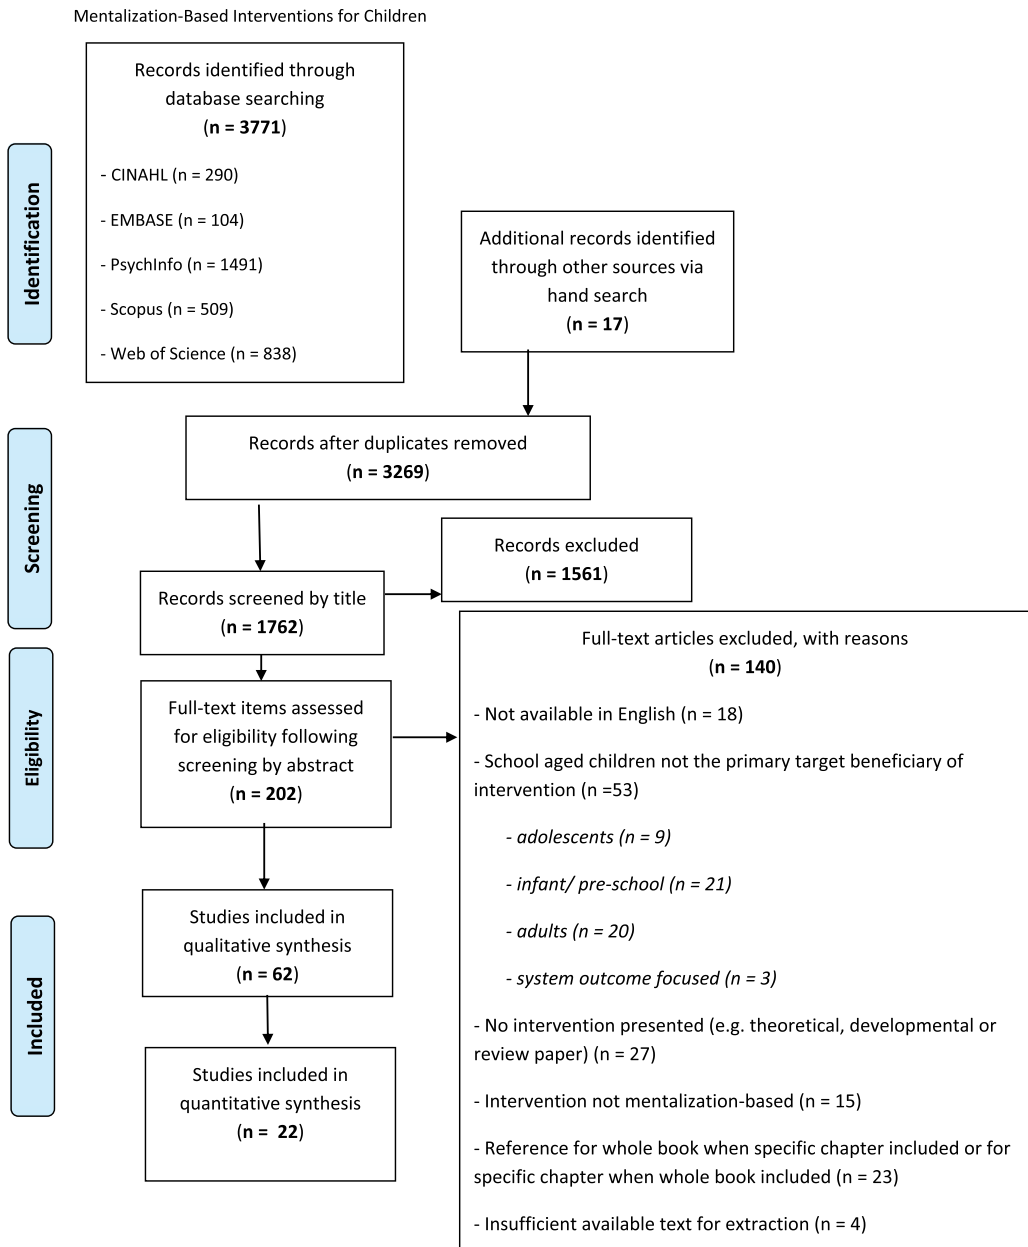 Mentalization-Based Interventions for Children
Records identified through
database searching
(n = 3771)
- CINAHL (n = 290)
- EMBASE (n = 104)
- PsychInfo (n = 1491)
- Scopus (n = 509)
- Web of Science (n = 838)
Identification
Additional records identified
through other sources via
hand search
(n = 17)
Records after duplicates removed
(n = 3269)
Screening
Records excluded
(n = 1561)
Records screened by title
(n = 1762)
Full-text items assessed
for eligibility following
screening by abstract
(n = 202)
Eligibility
Full-text articles excluded, with reasons
(n = 140)
- Not available in English (n = 18)
- School aged children not the primary target beneficiary of
intervention (n =53)
- adolescents (n = 9)
- infant/ pre-school (n = 21)
- adults (n = 20)
- system outcome focused (n = 3)
- No intervention presented (e.g. theoretical, developmental or
review paper) (n = 27)
- Intervention not mentalization-based (n = 15)
- Reference for whole book when specific chapter included or for
specific chapter when whole book included (n = 23)
- Insufficient available text for extraction (n = 4)
Studies included in
qualitative synthesis
(n = 62)
Included
Studies included in
quantitative synthesis
(n =  22)